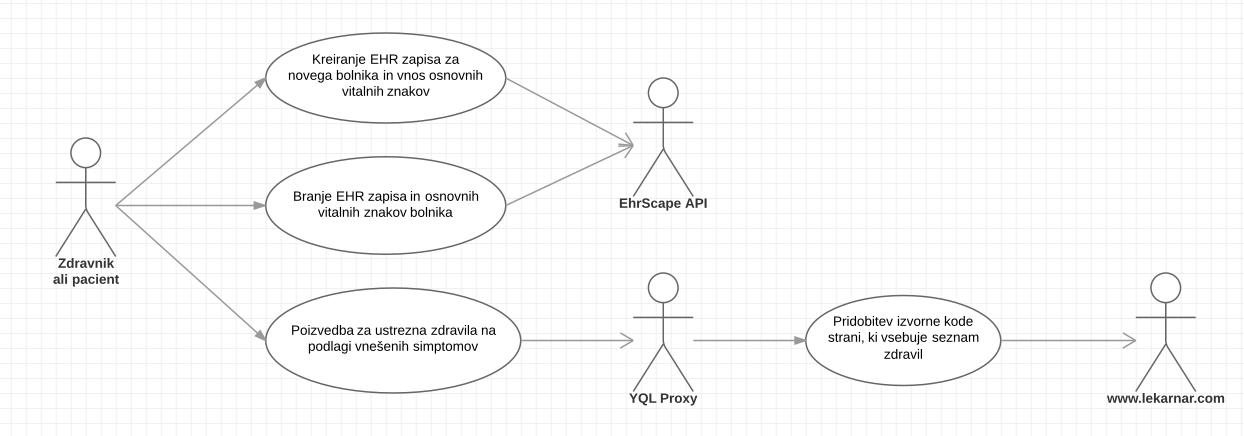 Kreiranje EHR zapisa za
novega bolnika in vnos osnovnih
vitalnih znakov
EhrScape API
Branje EHR zapisa in osnovnih
vitalnih znakov bolnika
Zdravnik
ali pacient
Poizvedba za ustrezna zdravila na
podlagi vnešenih simptomov
YQL Proxy
Pridobitev izvorne kode
strani, ki vsebuje seznam
zdravil
www.lekarnar.com